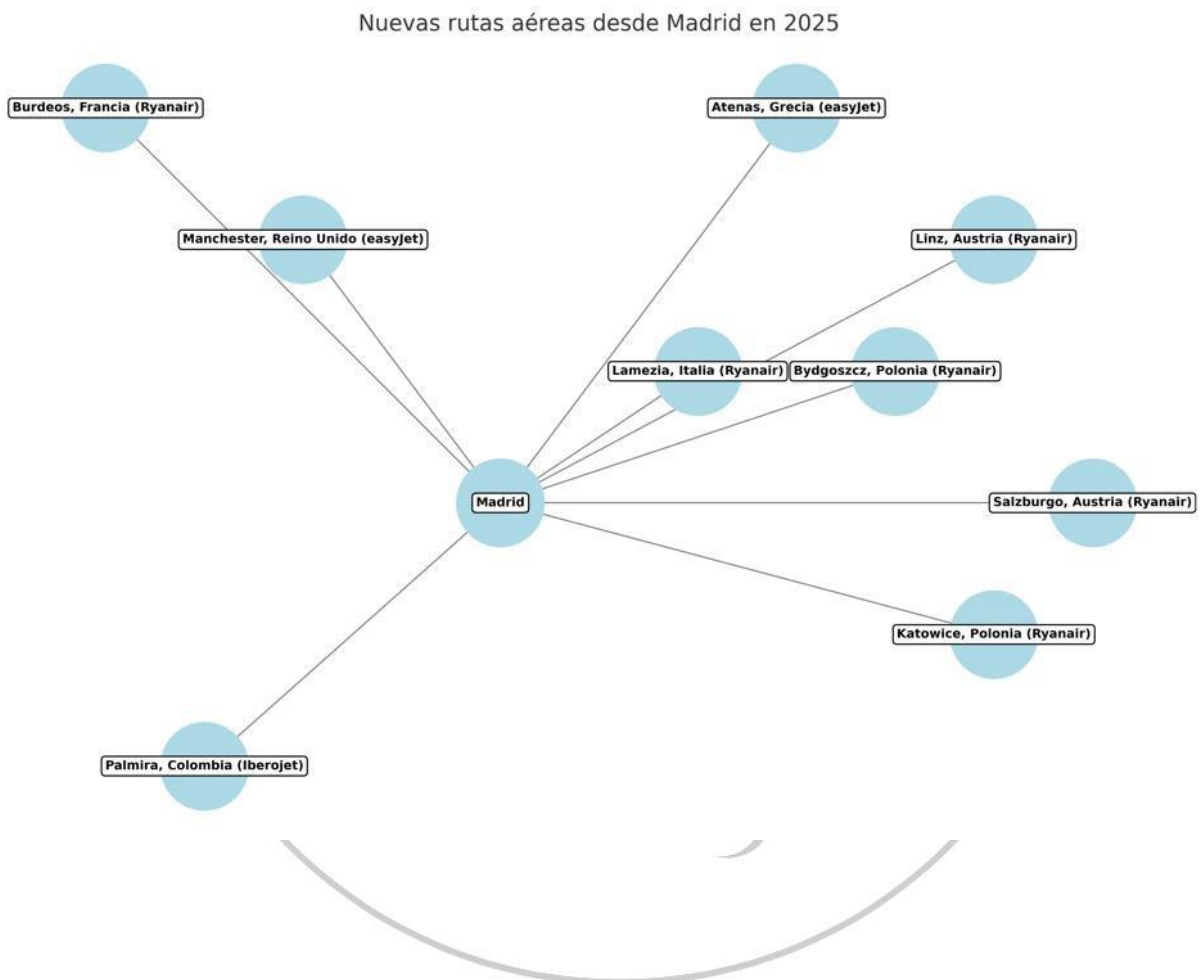 Nuevas rutas aéreas desde Madrid en 2025
Burdeos, Francia (Ryanair)
Atenas, Grecia (easyJet)
Manchester, Reino Unido (easyJet)
Linz, Austria (Ryanair)
Lamezia, Italia (Ryanair)
Bydgoszcz, Polonia (Ryanair)
Madrid
Salzburgo, Austria (Ryanair)
Katowice, Polonia (Ryanair)
Palmira, Colombia (Iberojet)